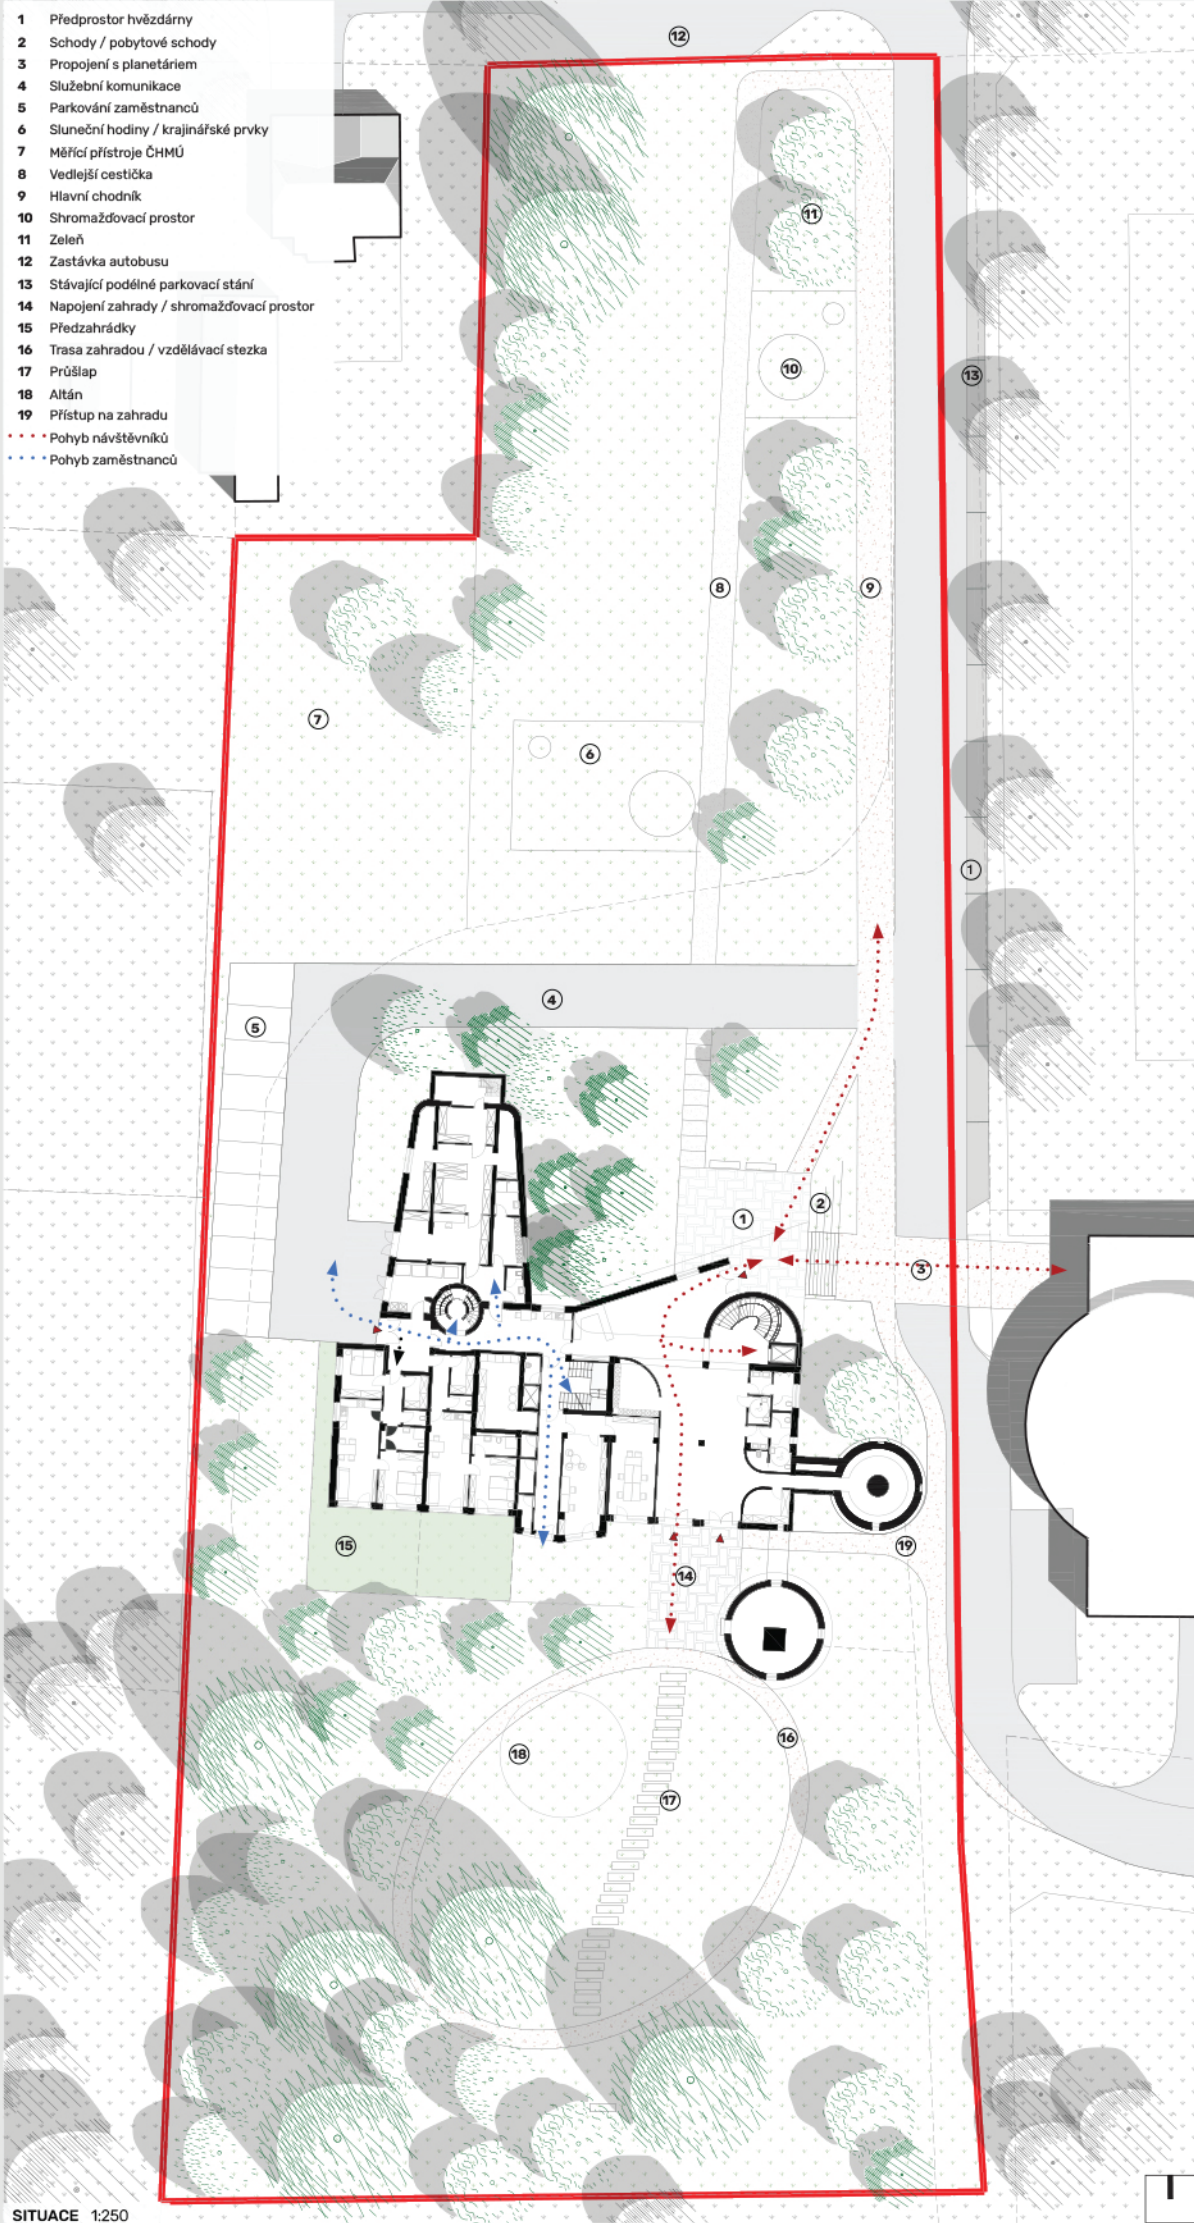 1 Předprostor hvězdárny
2 Schody / pobytové schody
3 Propojení s planetáriem
4 Služební komunikace
5 Parkování zaměstnanců
6 Sluneční hodiny / krajinářské prvky
7 Měřící přístroje ČHMÚ
8 Vedlejší cestička
9 Hlavní chodník
10 Shromažďovací prostor
11 Zeleň
12 Zastávka autobusu
13 Stávající podélné parkovací stání
14 Napojení zahrady / shromažďovací prostor
15 Předzahrádky
16 Trasa zahradou / vzdělávací stezka
17 Průšlap
18 Altán
19 Přístup na zahradu
Pohyb návštěvníků
Pohyb zaměstnanců
12
11
10
13
8
9
7
6
1
4
5
2
1
3
15
19
14
16
18
17
SITUACE 1:250